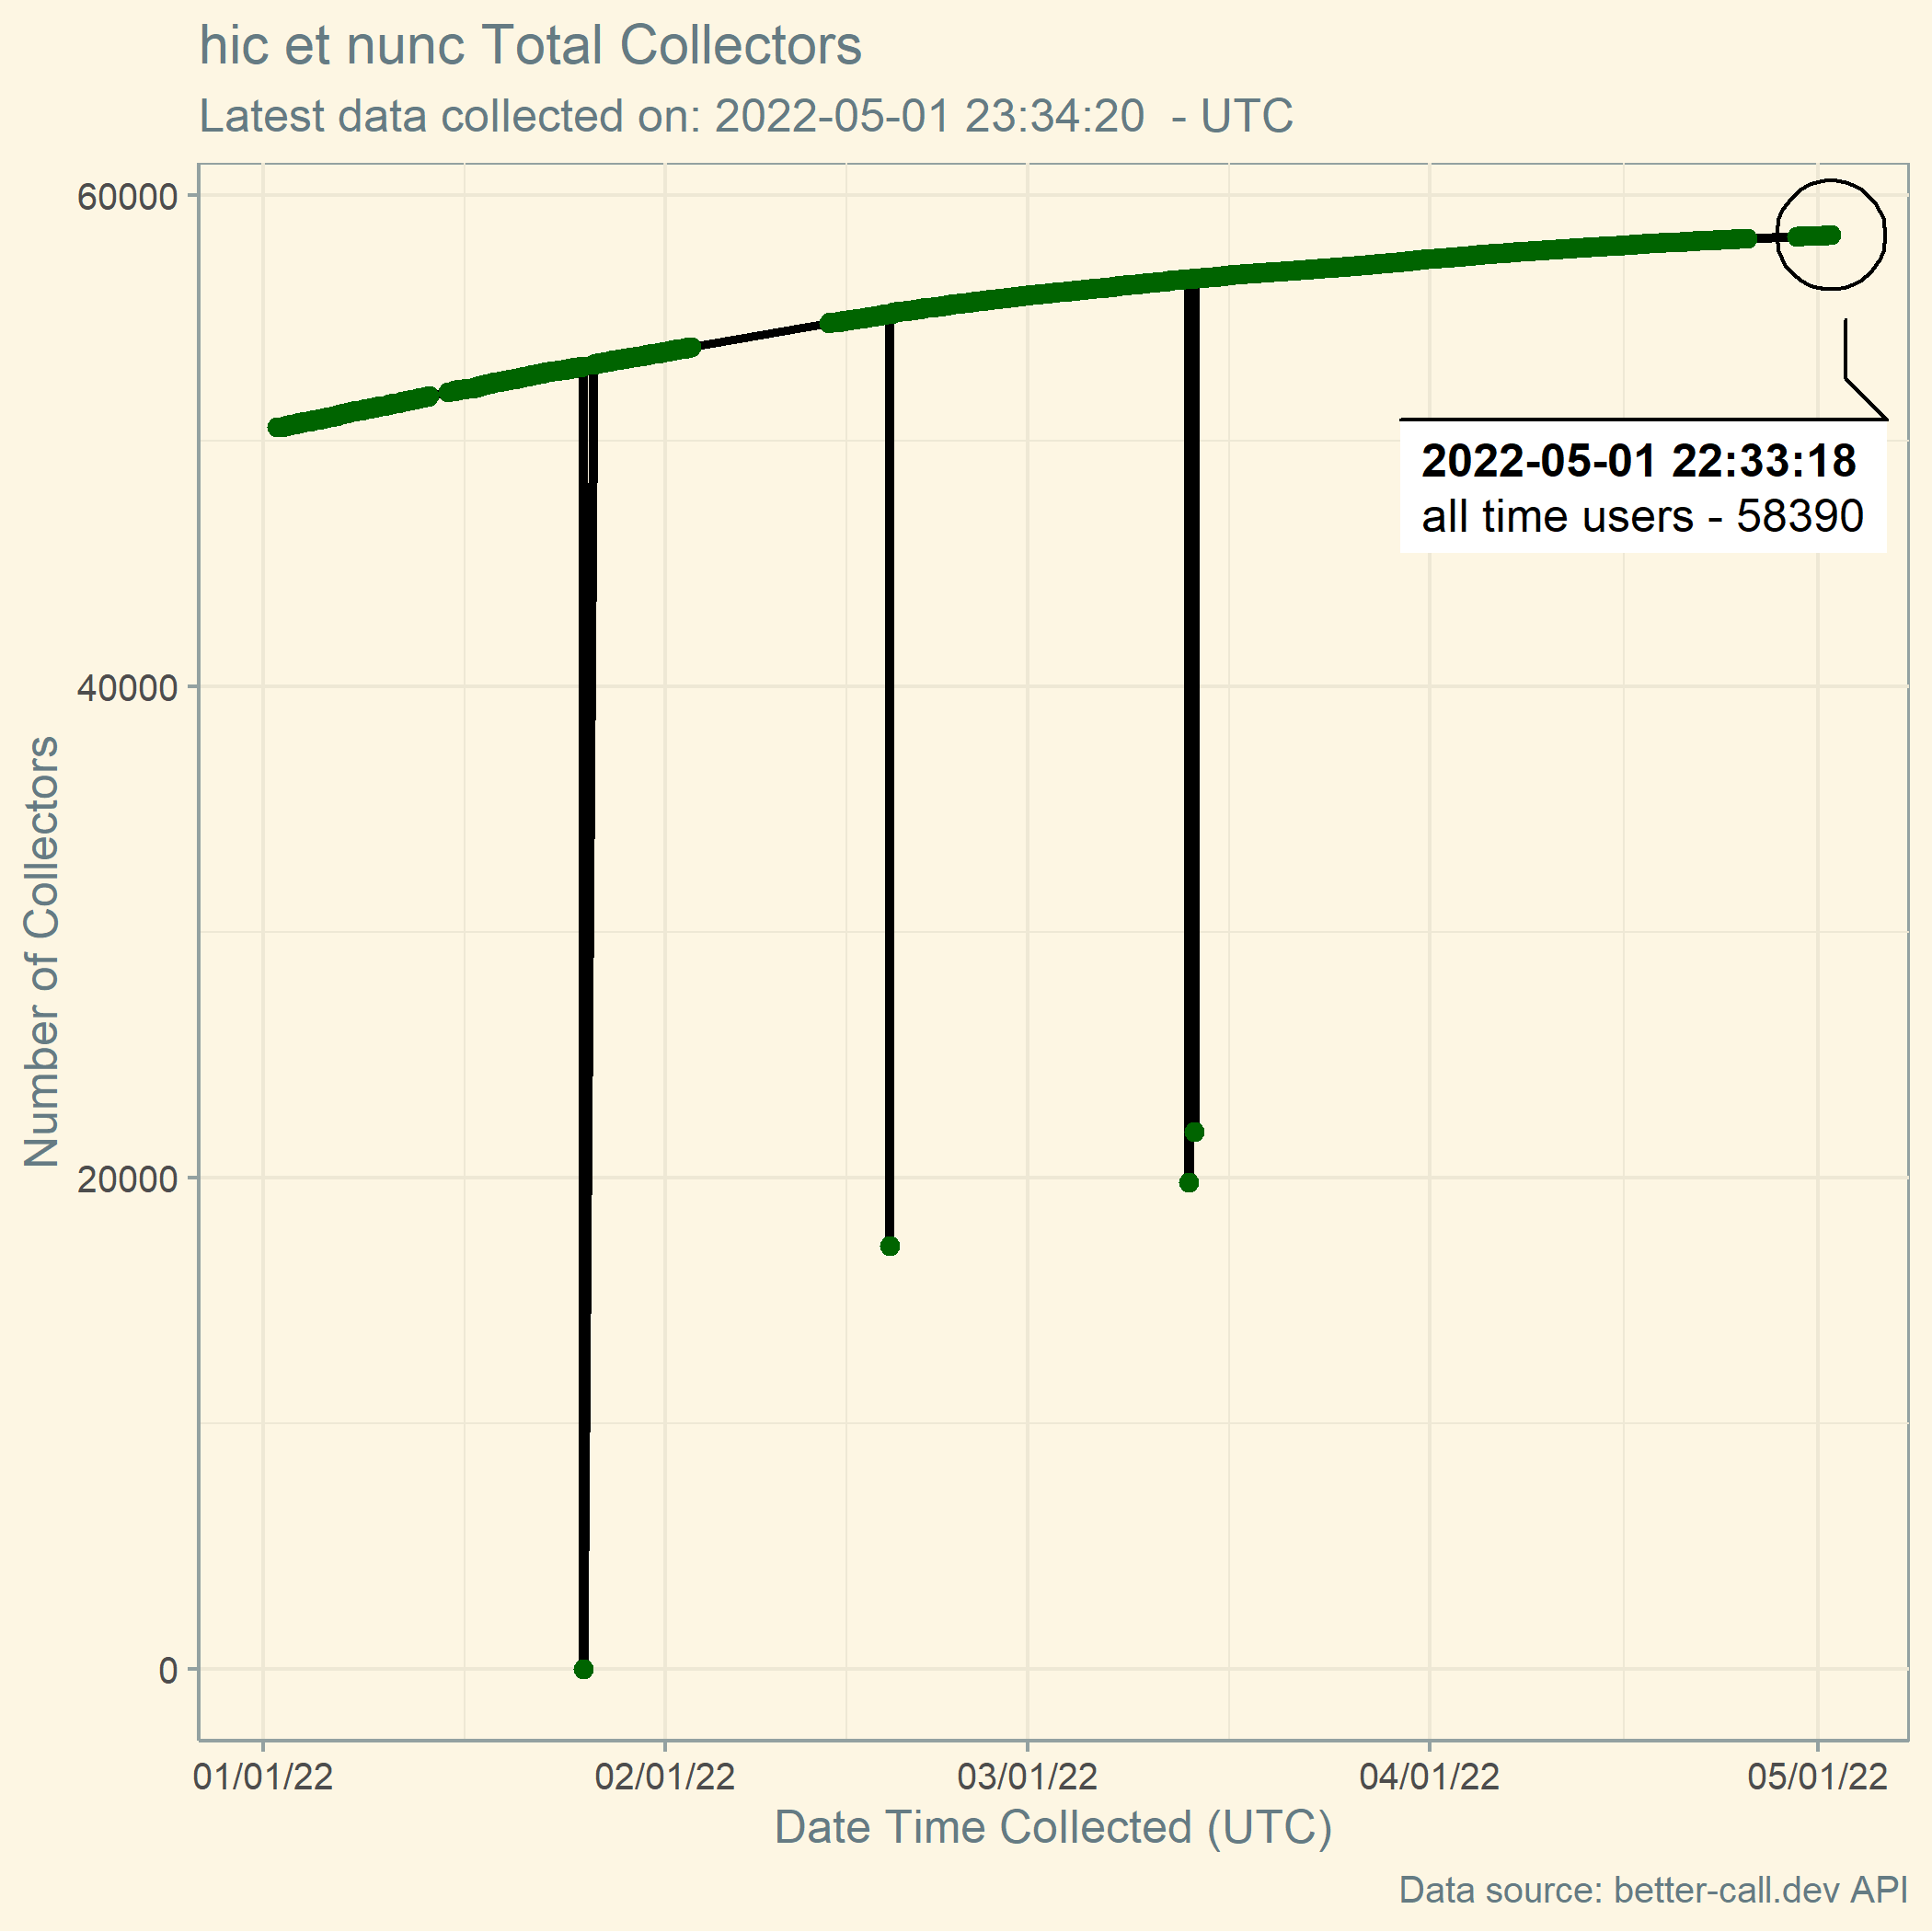 hic et nunc Total Collectors
Latest data collected on: 2022-05-01 23:34:20  - UTC
60000
40000
20000
0
Number of Collectors
2022-05-01 22:33:18
all time users - 58390
01/01/22 02/01/22 03/01/22 04/01/22 05/01/22
Date Time Collected (UTC)
Data source: better-call.dev API